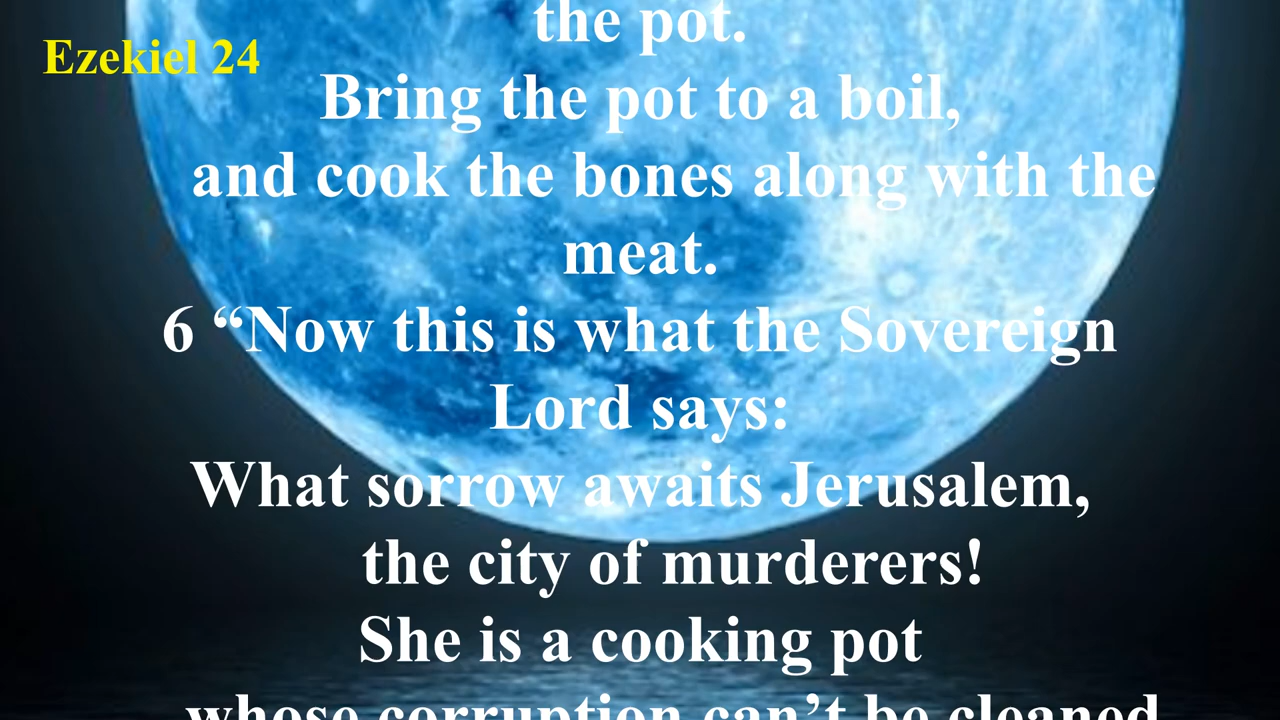 the pot.
Ezekiel 24
Bring the pot to a boil,
and cook the bones along with the
meat.
6 “Now this is what the Sovereign
Lord says:
What sorrow awaits Jerusalem,
the city of murderers!
She is a cooking pot
whose corruption can’t be cleaned